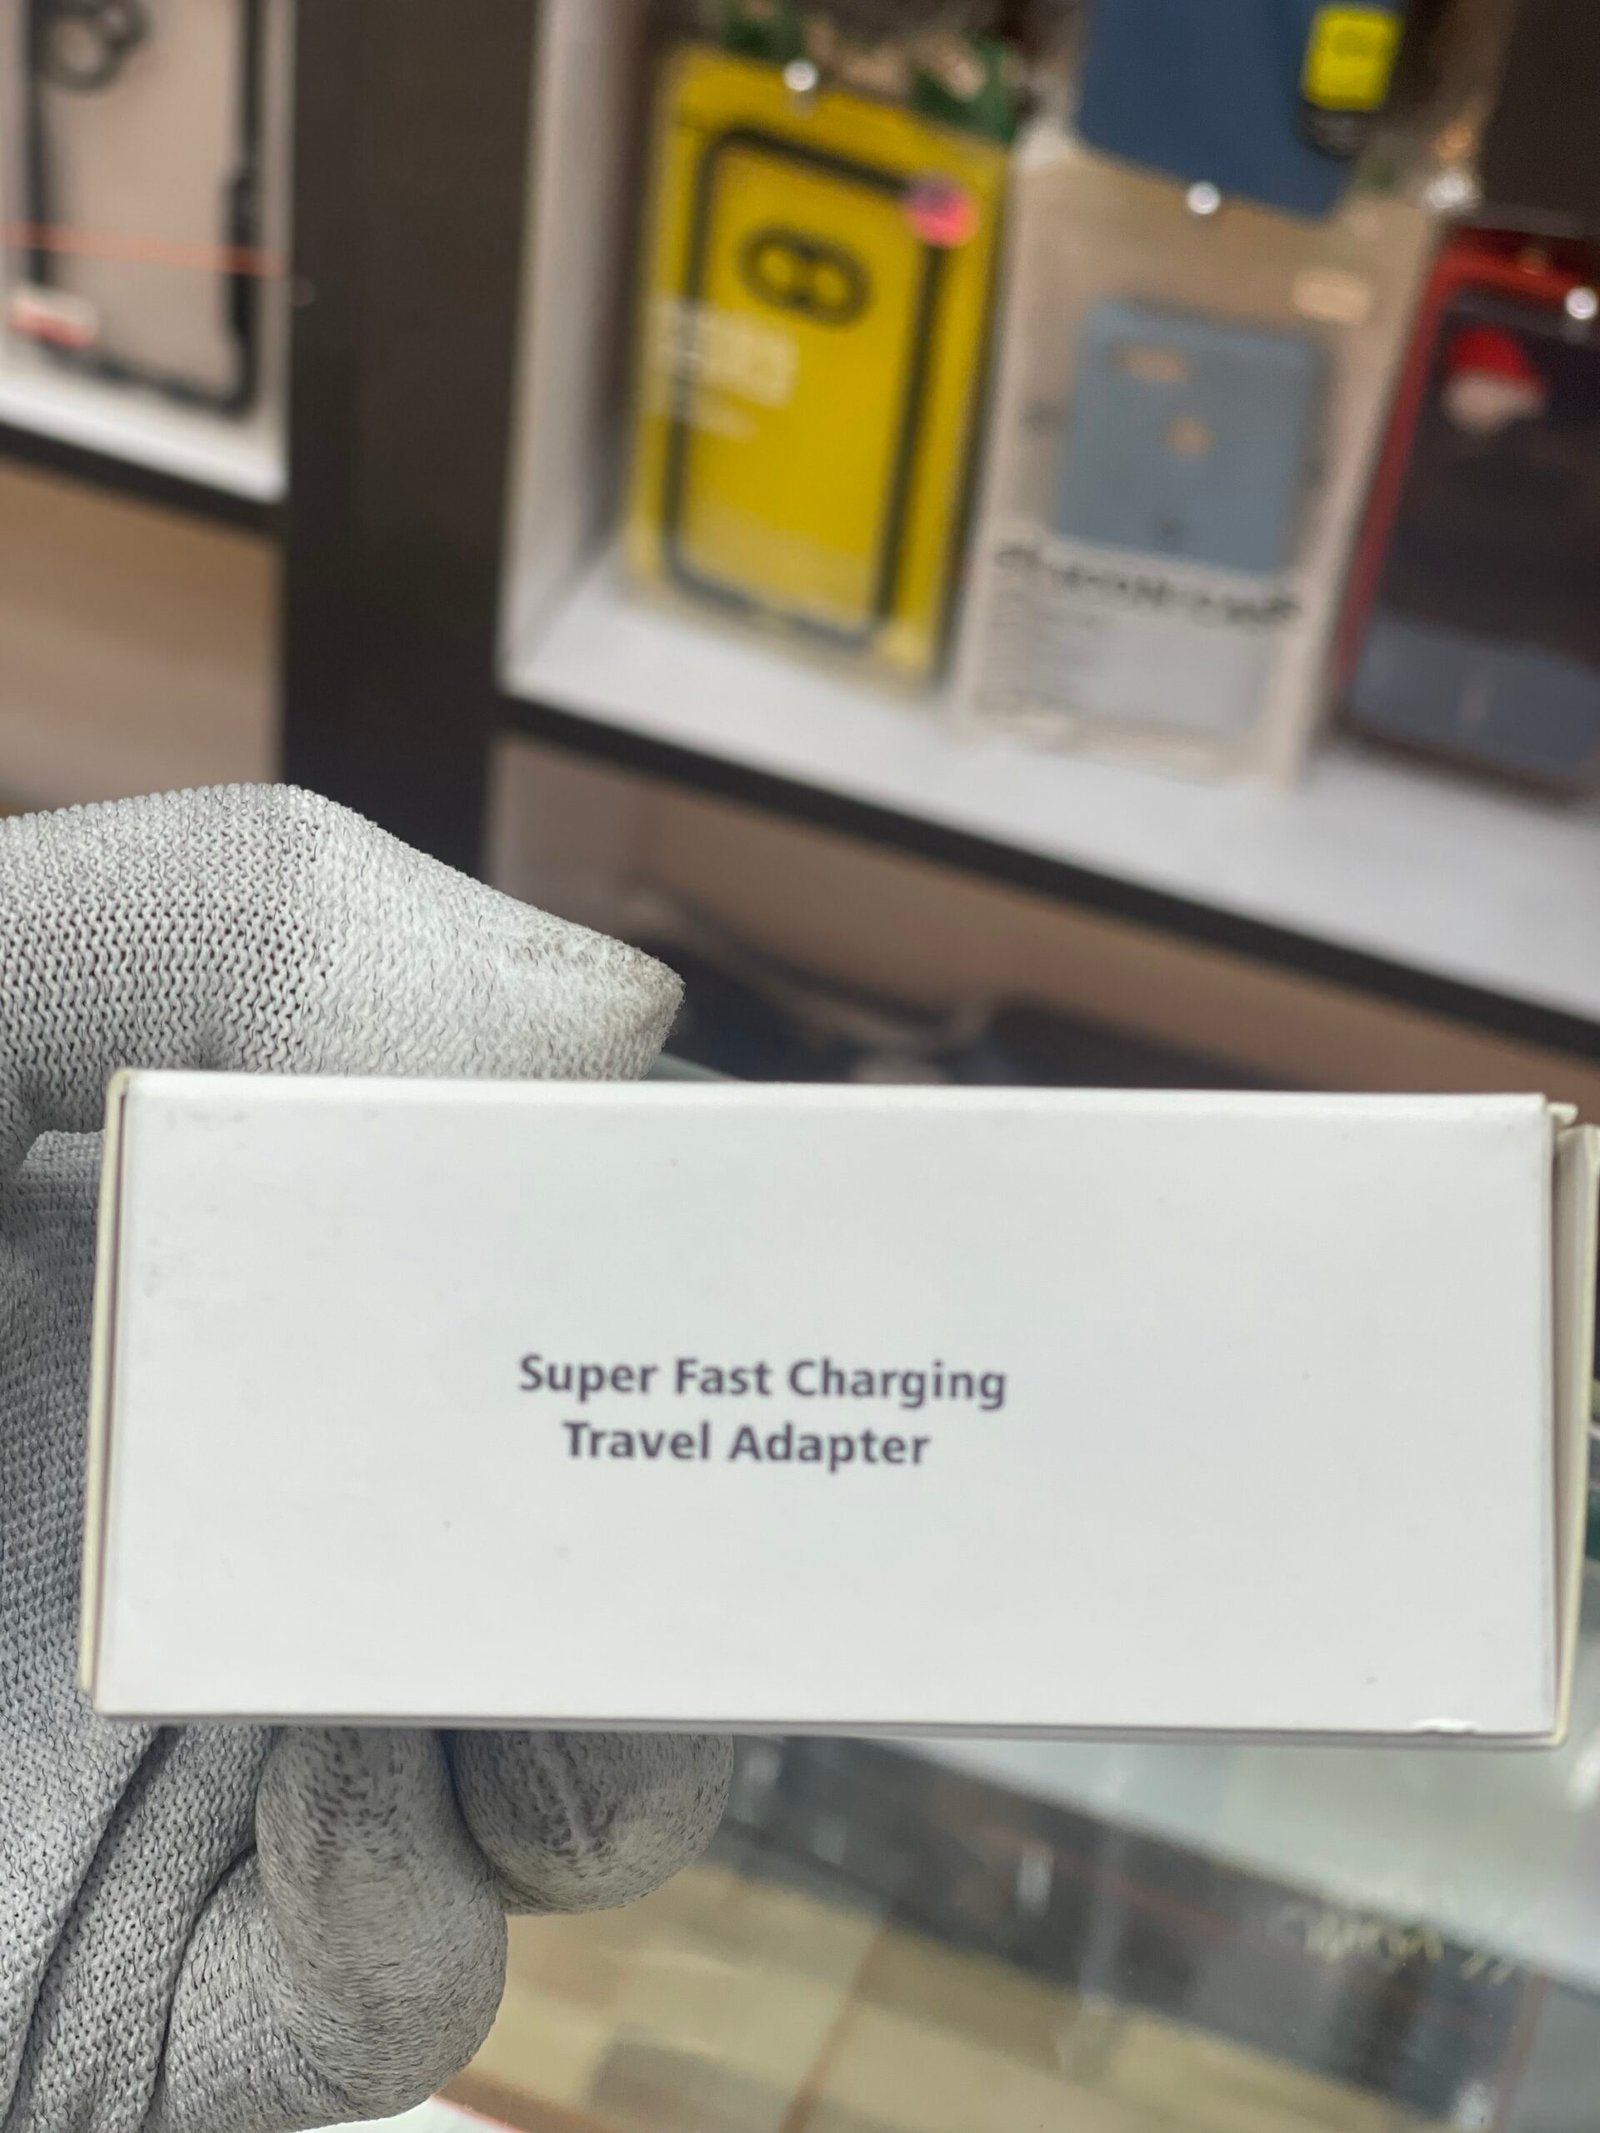 Super Fast Charging
Travel Adapter